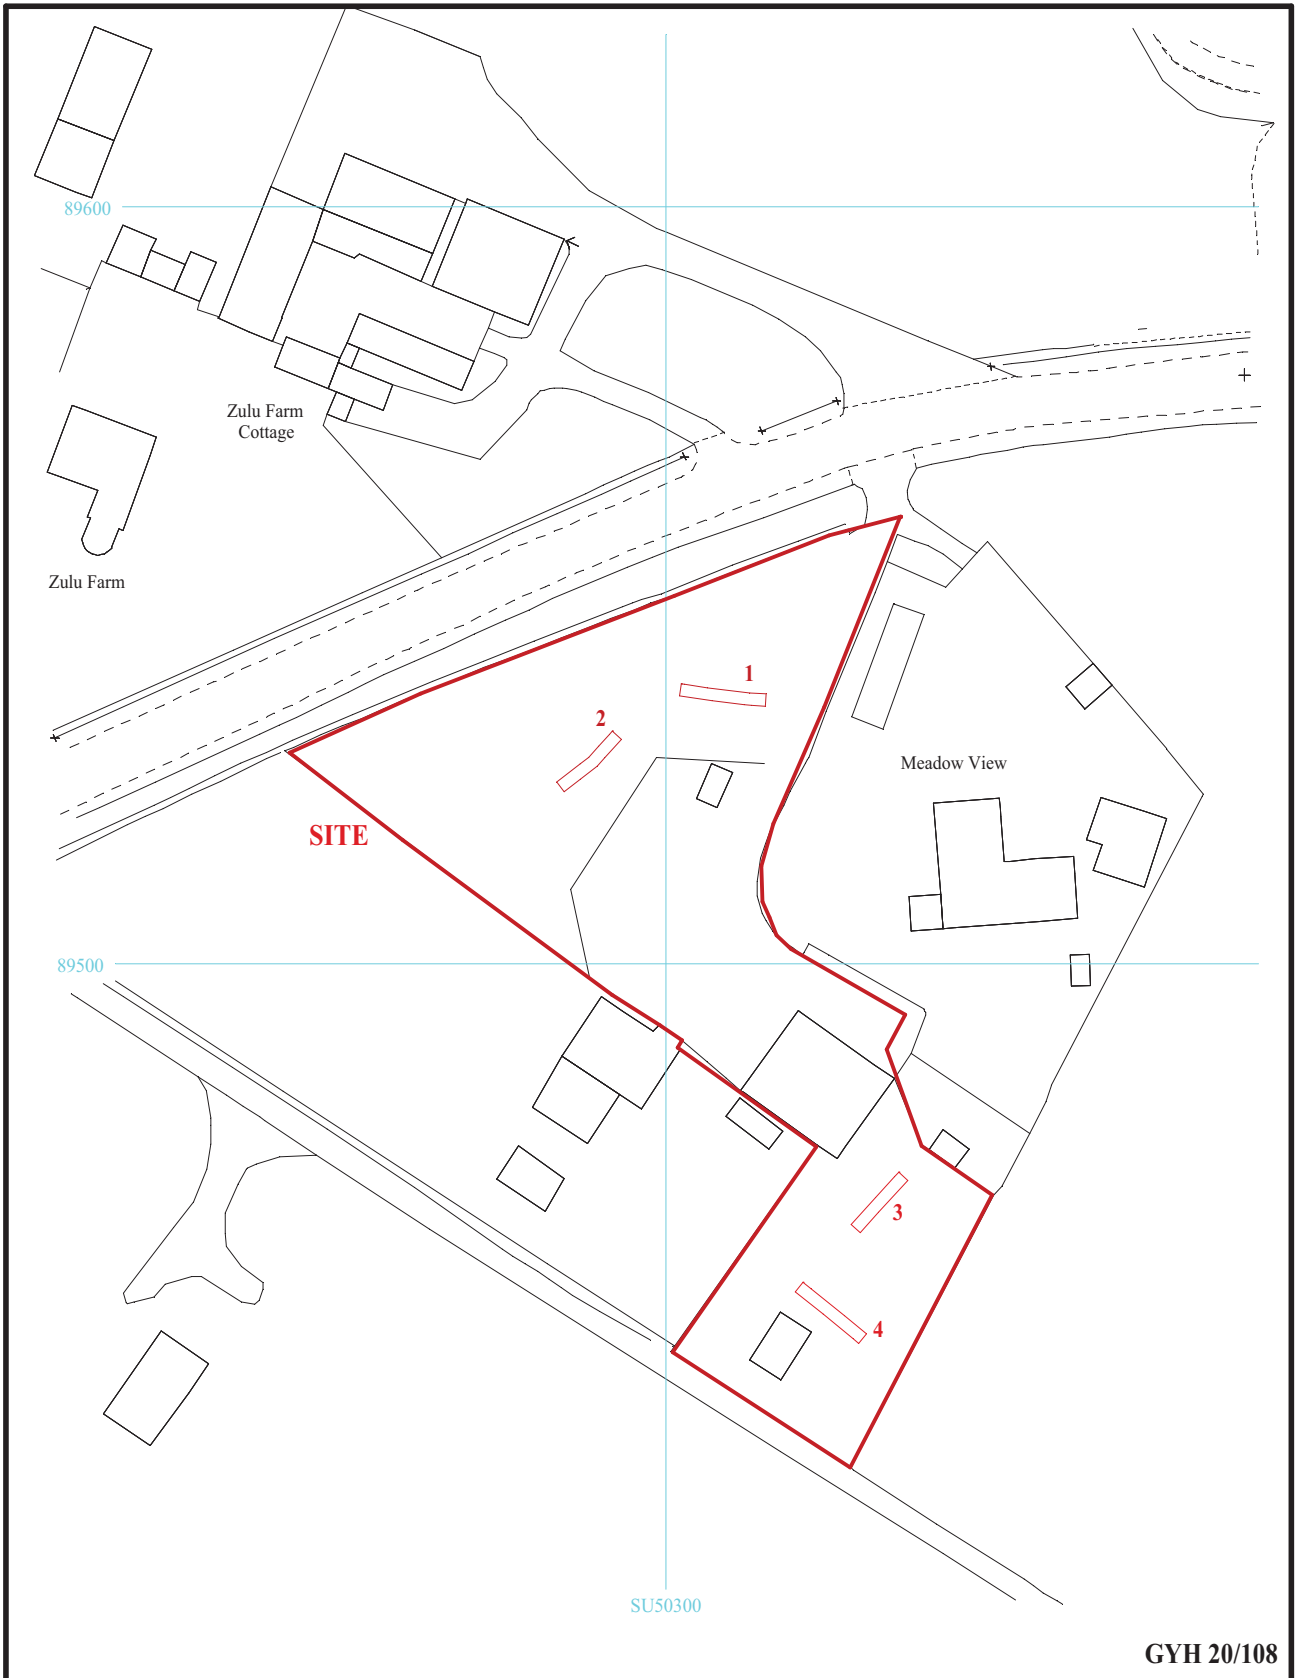 89600
Zulu Farm
Cottage
Zulu Farm
1
2
Meadow View
SITE
89500
3
4
SU50300
GYH 20/108